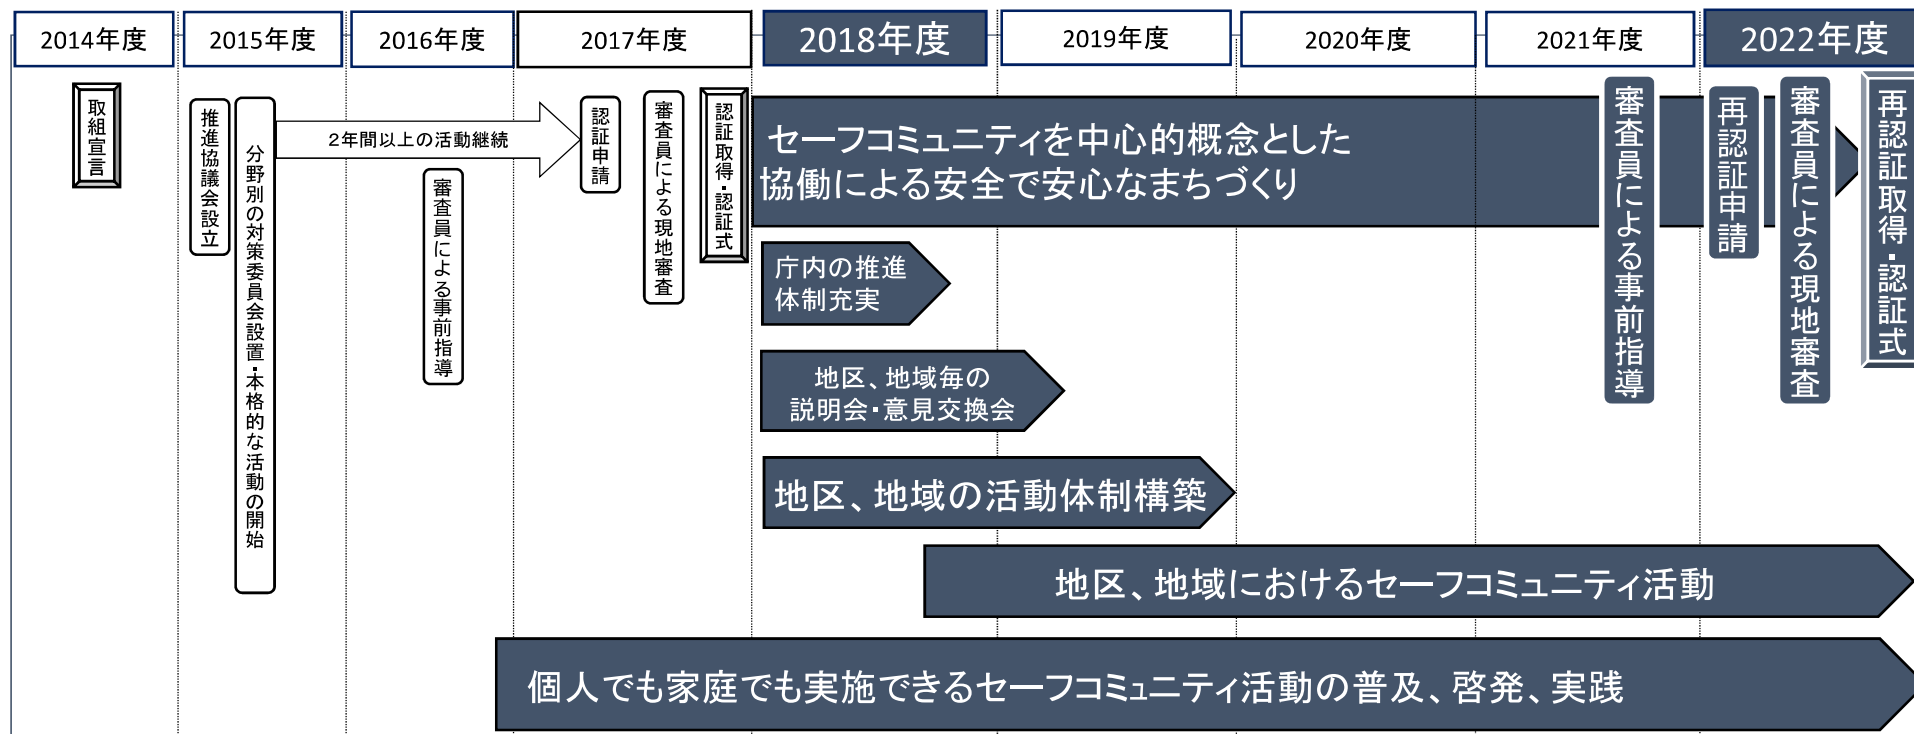 2014年度
2015年度
2016年度
2017年度
2018年度
2019年度
2020年度
2021年度
2022年度
取組宣言
推進協議会設立
分野別の対策委員会設置・本格的な活動の開始
2年間以上の活動継続
審査員による事前指導
認証申請
審査員による現地審査
認証取得・認証式
セーフコミュニティを中心的概念とした
協働による安全で安心なまちづくり
審査員による事前指導
再認証申請
審査員による現地審査
再認証取得・認証式
庁内の推進
体制充実
地区、地域毎の
説明会・意見交換会
地区、地域の活動体制構築
地区、地域におけるセーフコミュニティ活動
個人でも家庭でも実施できるセーフコミュニティ活動の普及、啓発、実践